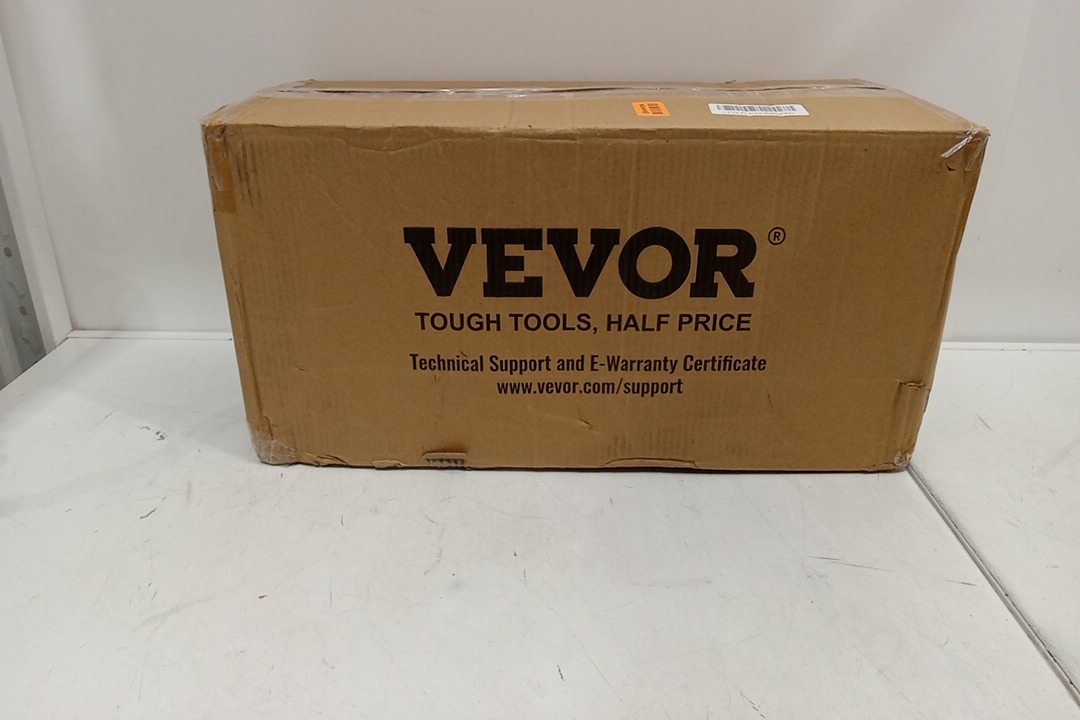 VEVOR®
TOUGH TOOLS, HALF PRICE
Technical Support and E-Warranty Certificate
www.vevor.com/support